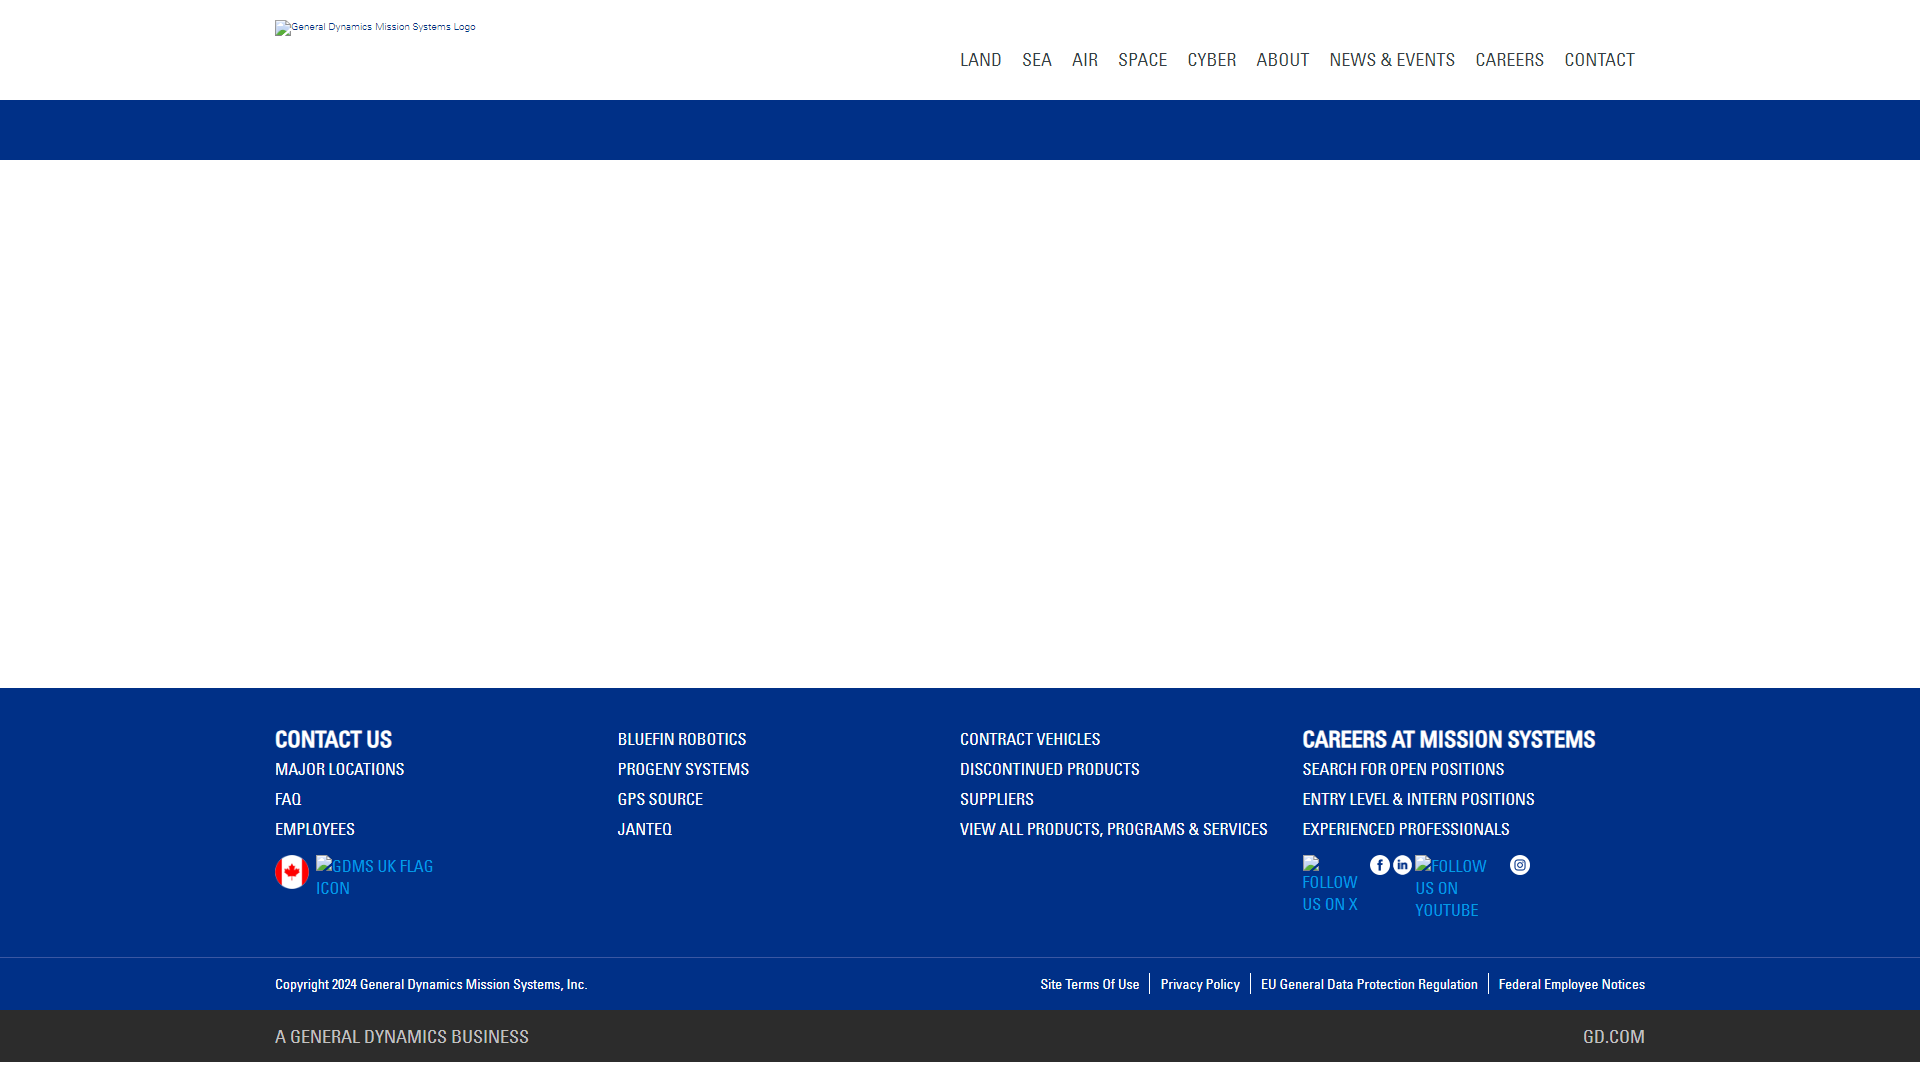 General Dynamics Mission Systems Logo
LAND SEA AIR SPACE CYBER ABOUT NEWS & EVENTS CAREERS CONTACT
CONTACT US
MAJOR LOCATIONS
FAQ
EMPLOYEES
GDMS UK FLAG
ICON
BLUEFIN ROBOTICS
PROGENY SYSTEMS
GPS SOURCE
JANTEQ
CONTRACT VEHICLES
DISCONTINUED PRODUCTS
SUPPLIERS
VIEW ALL PRODUCTS, PROGRAMS & SERVICES
CAREERS AT MISSION SYSTEMS
SEARCH FOR OPEN POSITIONS
ENTRY LEVEL & INTERN POSITIONS
EXPERIENCED PROFESSIONALS
FOLLOW
US ON X
f
in
FOLLOW
US ON
YOUTUBE
Copyright 2024 General Dynamics Mission Systems, Inc.
Site Terms Of Use Privacy Policy EU General Data Protection Regulation Federal Employee Notices
A GENERAL DYNAMICS BUSINESS
GD.COM